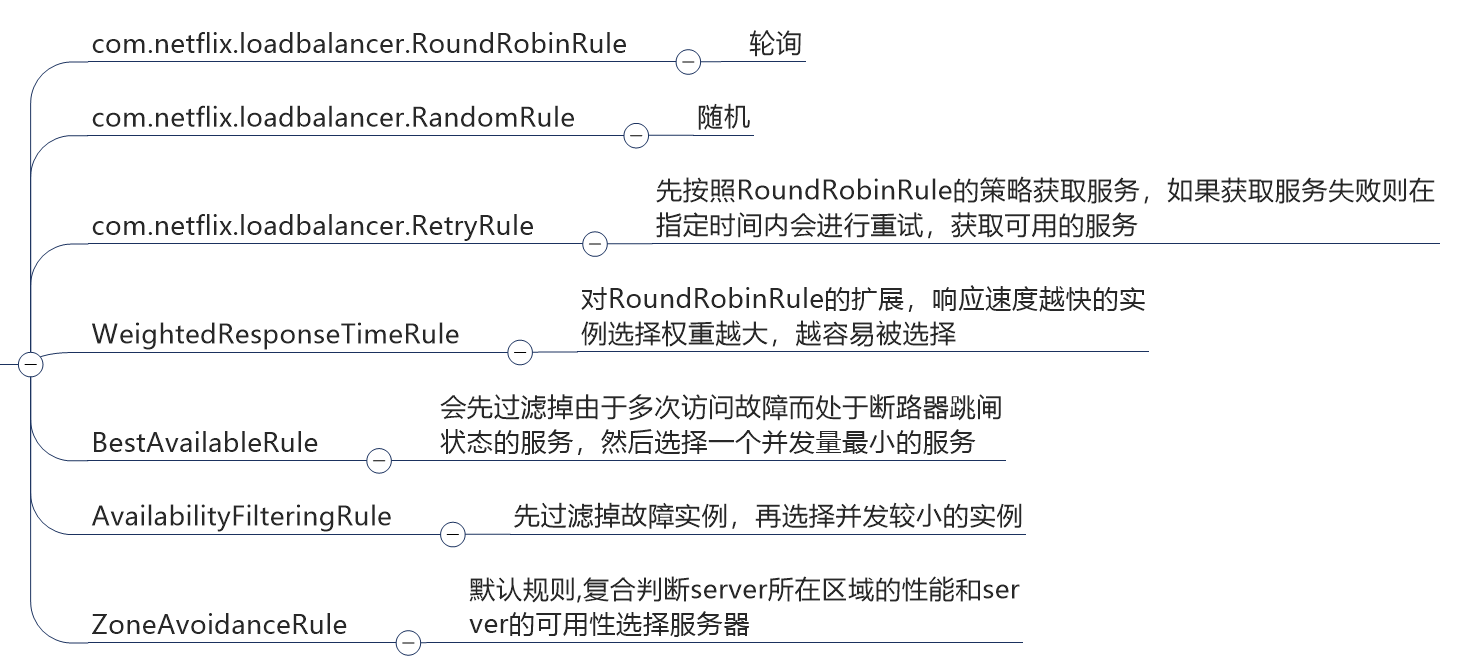 com.netflix.loadbalancer.RoundRobinRule
轮询
com.netflix.loadbalancer.RandomRule
随机
com.netflix.loadbalancer.RetryRule
先按照RoundRobinRule的策略获取服务，如果获取服务失败则在
指定时间内会进行重试，获取可用的服务
WeightedResponseTimeRule
对RoundRobinRule的扩展，响应速度越快的实
例选择权重越大，越容易被选择
BestAvailableRule
会先过滤掉由于多次访问故障而处于断路器跳闸
状态的服务，然后选择一个并发量最小的服务
AvailabilityFilteringRule
先过滤掉故障实例，再选择并发较小的实例
ZoneAvoidanceRule
默认规则,复合判断server所在区域的性能和ser
ver的可用性选择服务器